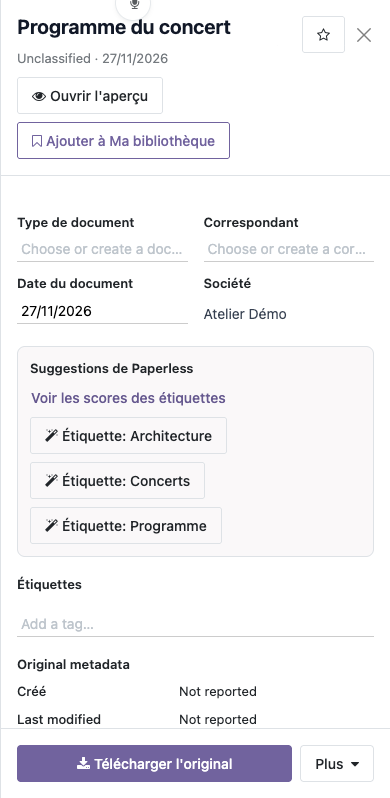 Programme du concert
Unclassified · 27/11/2026
Ouvrir l'aperçu
Ajouter à Ma bibliothèque
Type de document
Correspondant
Choose or create a doc...
Choose or create a cor...
Date du document
Société
27/11/2026
Atelier Démo
Suggestions de Paperless
Voir les scores des étiquettes
Étiquette: Architecture
Étiquette: Concerts
Étiquette: Programme
Étiquettes
Add a tag...
Original metadata
Créé
Not reported
Last modified
Not reported
Télécharger l'original
Plus